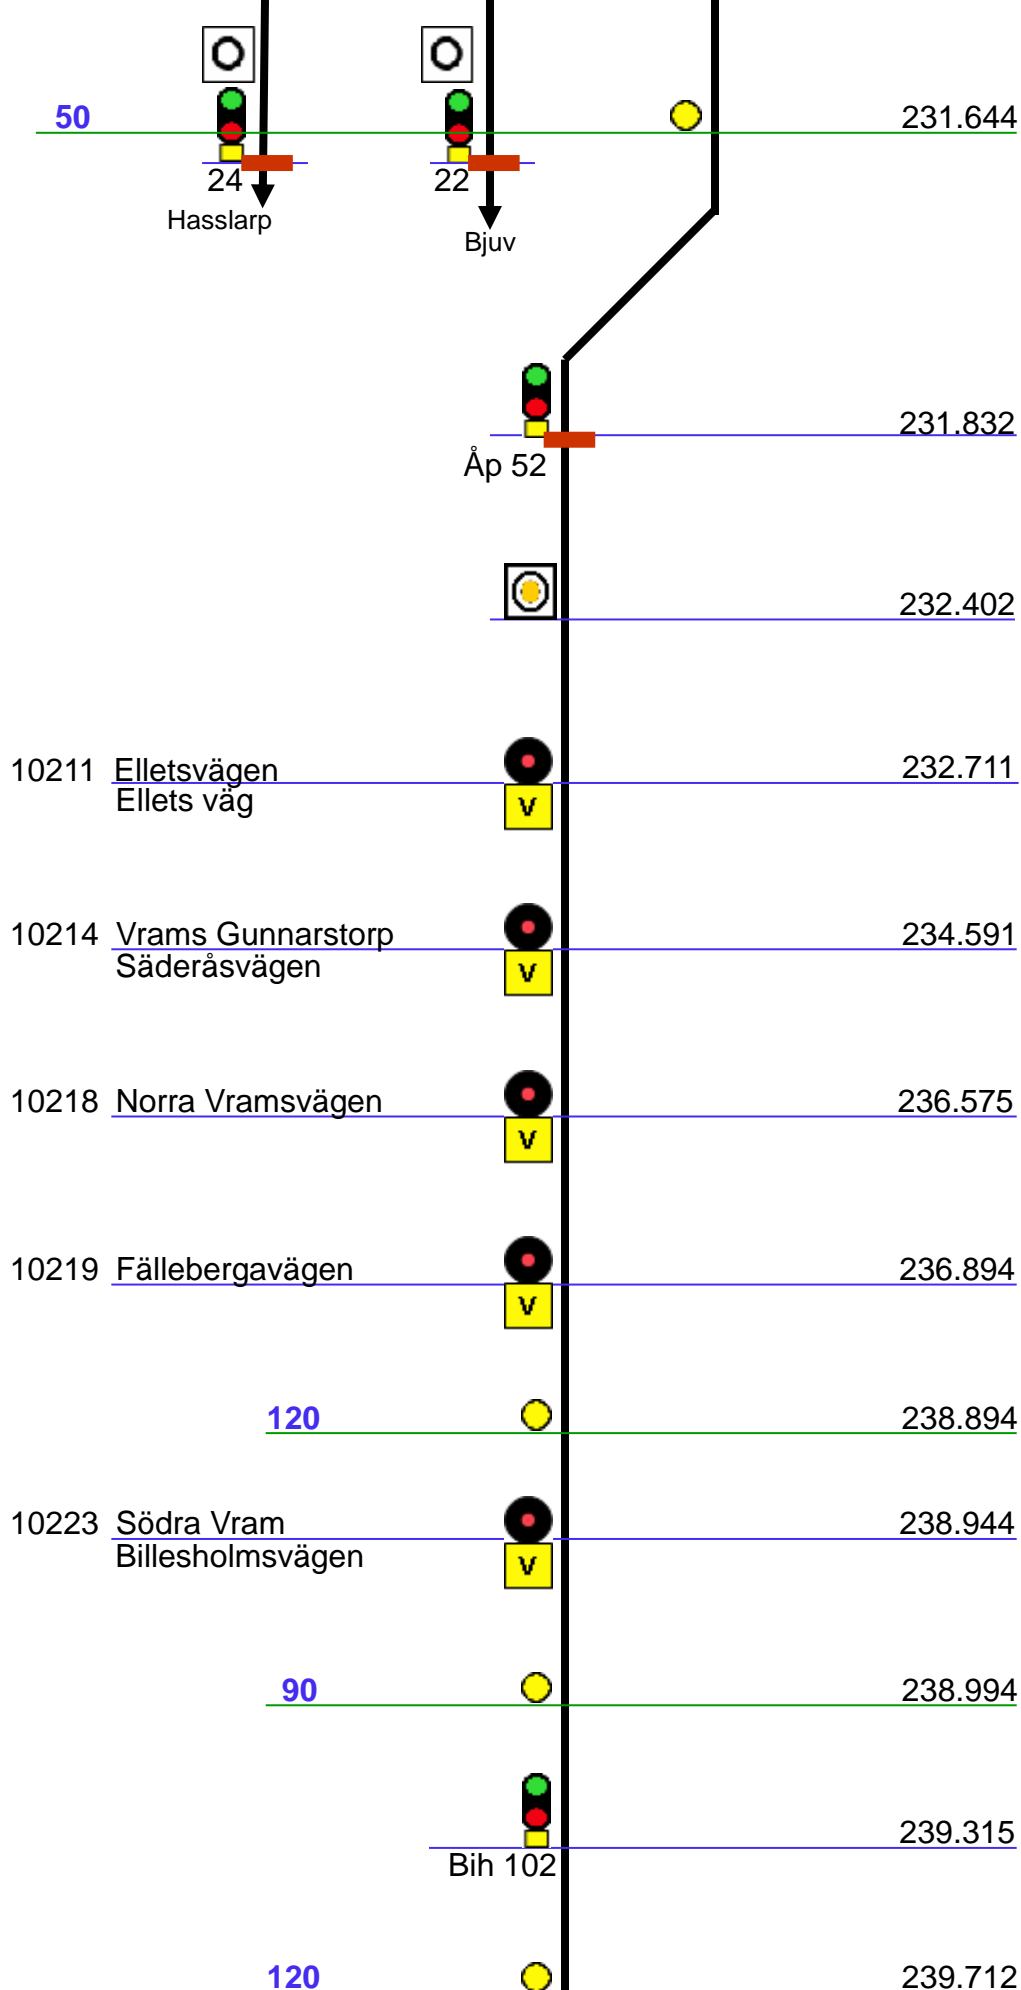 50 231.644
24 22
Hasslarp
Bjuv
231.832
Åp 52
232.402
10211 Elletsvägen 232.711
Ellets väg
V
10214 Vrams Gunnarstorp 234.591
Säderåsvägen
V
10218 Norra Vramsvägen 236.575
V
10219 Fällebergavägen 236.894
V
120 238.894
10223 Södra Vram 238.944
Billesholmsvägen
V
90 238.994
239.315
Bih 102
120 239.712